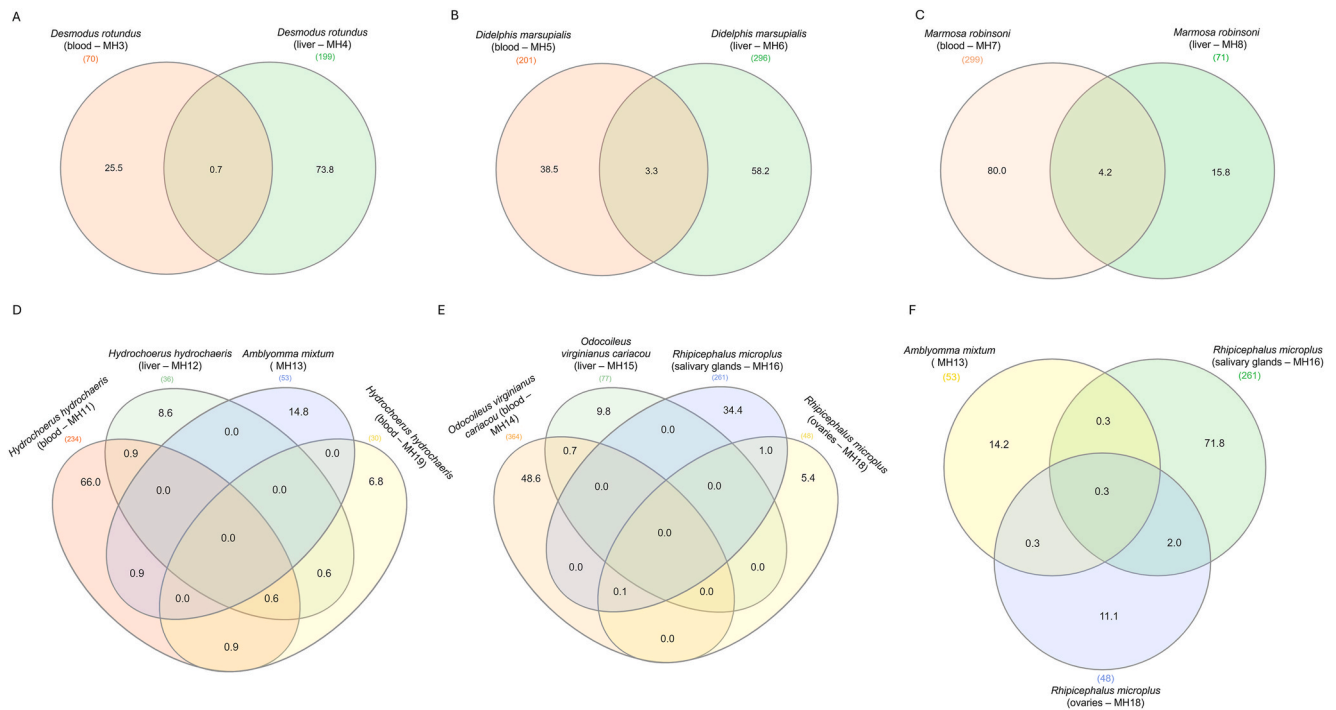 A
Desmodus rotundus
(blood – MH3)
(70)
Desmodus rotundus
(liver – MH4)
(199)
25.5
0.7
73.8
B
Didelphis marsupialis
(blood – MH5)
(201)
Didelphis marsupialis
(liver – MH6)
(296)
38.5
3.3
58.2
C
Marmosa robinsoni
(blood – MH7)
(299)
Marmosa robinsoni
(liver – MH8)
(71)
80.0
4.2
15.8
D
Hydrochoerus hydrochaeris
(blood – MH11)
(234)
Hydrochoerus hydrochaeris
(liver – MH12)
(36)
Amblyomma mixtum
( MH13)
(53)
Hydrochoerus hydrochaeris
(blood – MH19)
(30)
8.6
14.8
0.0
0.9
0.0
66.0
6.8
0.0
0.0
0.0
0.9
0.6
0.0
0.6
0.9
E
Odocoileus virginianus
cariacou (blood –
MH14)
(364)
Odocoileus
virginianus cariacou
(liver – MH15)
(77)
Rhipicephalus microplus
(salivary glands – MH16)
(261)
Rhipicephalus microplus
(ovaries – MH18)
(48)
9.8
34.4
0.0
0.7
1.0
48.6
5.4
0.0
0.0
0.0
0.0
0.0
0.1
0.0
0.0
F
Amblyomma mixtum
( MH13)
(53)
Rhipicephalus microplus
(salivary glands – MH16)
(261)
14.2
0.3
71.8
0.3
0.3
2.0
11.1
(48)
Rhipicephalus microplus
(ovaries – MH18)